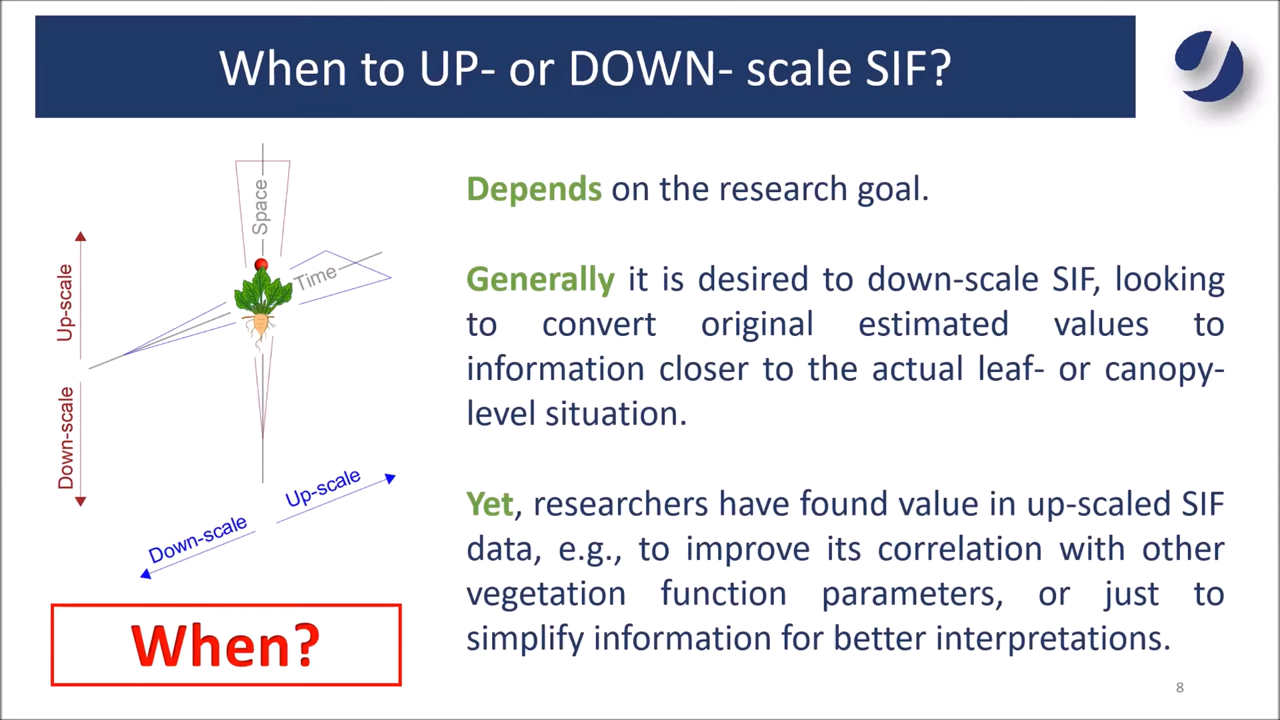 When to UP- or DOWN- scale SIF?
Space
Time
Up-scale
Down-scale
Up-scale
Down-scale
When?
Depends on the research goal.
Generally it is desired to down-scale SIF, looking
to convert original estimated values to
information closer to the actual leaf- or canopy-
level situation.
Yet, researchers have found value in up-scaled SIF
data, e.g., to improve its correlation with other
vegetation function parameters, or just to
simplify information for better interpretations.
8